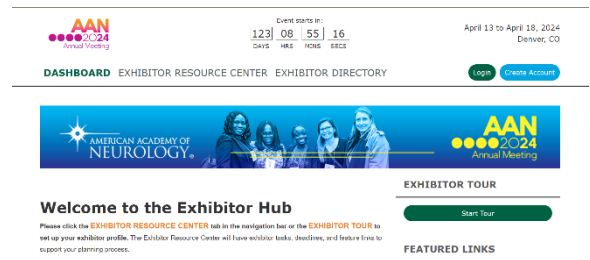 AAN
2024
Annual Meeting
Event starts in:
123 08 55 16
DAYS HRS MINS SECS
April 13 to April 18, 2024
Denver, CO
DASHBOARD EXHIBITOR RESOURCE CENTER EXHIBITOR DIRECTORY
Login Create Account
AMERICAN ACADEMY OF
NEUROLOGY®
AAN
2024
Annual Meeting
EXHIBITOR TOUR
Start Tour
Welcome to the Exhibitor Hub
Please click the EXHIBITOR RESOURCE CENTER tab in the navigation bar or the EXHIBITOR TOUR to
set up your exhibitor profile. The Exhibitor Resource Center will have exhibitor tasks, deadlines, and feature links to
support your planning process.
FEATURED LINKS